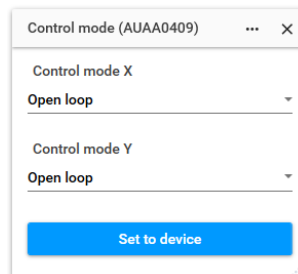 Control mode (AUAA0409)
Control mode X
Open loop
Control mode Y
Open loop
Set to device